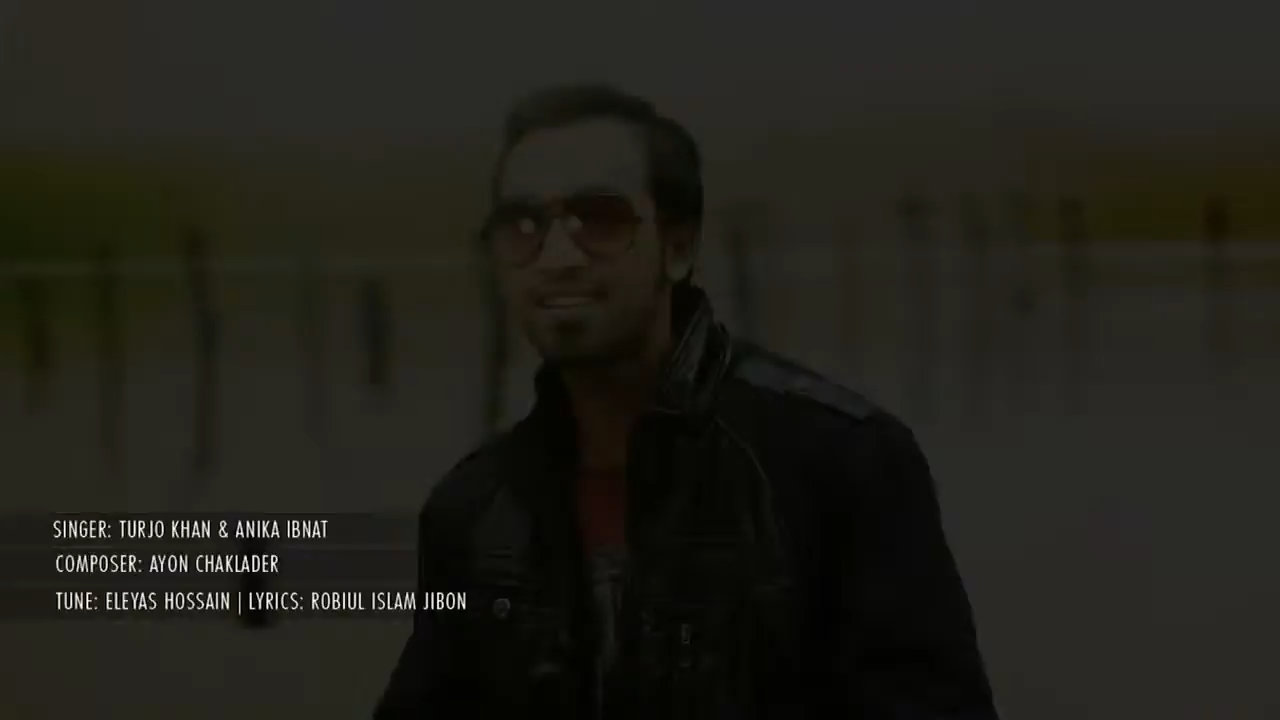 SINGER: TURJO KHAN & ANIKA IBNAT
COMPOSER: AYON CHAKLADER
TUNE: ELEYAS HOSSAIN | LYRICS: ROBIUL ISLAM JIBON